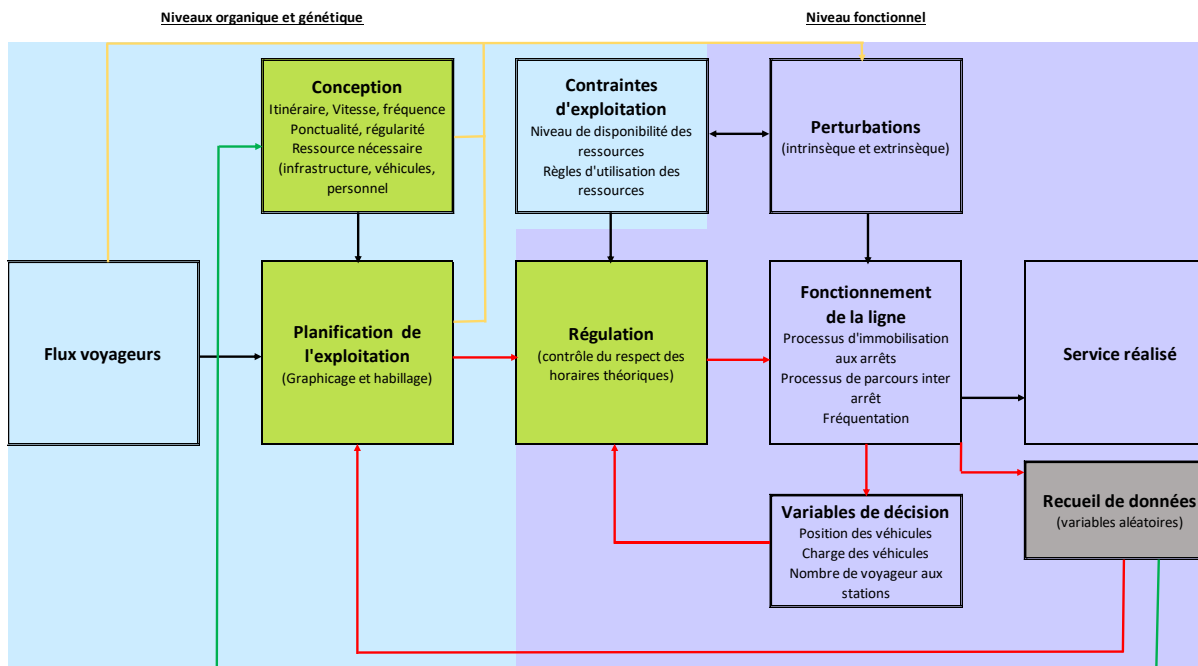 Niveaux organique et génétique
Niveau fonctionnel
Conception
Itinéraire, Vitesse, fréquence
Ponctualité, régularité
Ressource nécessaire
(infrastructure, véhicules,
personnel
Contraintes
d'exploitation
Niveau de disponibilité des
ressources
Règles d'utilisation des
ressources
Perturbations
(intrinsèque et extrinsèque)
Flux voyageurs
Planification de
l'exploitation
(Graphicage et habillage)
Régulation
(contrôle du respect des
horaires théoriques)
Fonctionnement
de la ligne
Processus d'immobilisation
aux arrêts
Processus de parcours inter
arrêt
Fréquentation
Service réalisé
Variables de décision
Position des véhicules
Charge des véhicules
Nombre de voyageur aux
stations
Recueil de données
(variables aléatoires)